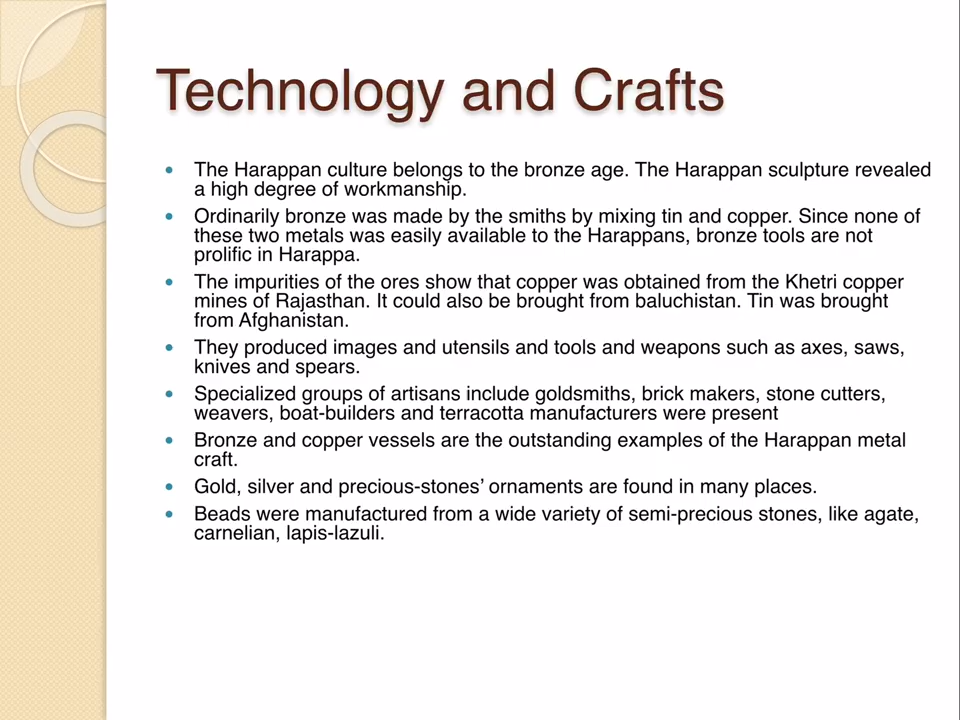 Technology and Crafts
• The Harappan culture belongs to the bronze age. The Harappan sculpture revealed
a high degree of workmanship.
• Ordinarily bronze was made by the smiths by mixing tin and copper. Since none of
these two metals was easily available to the Harappans, bronze tools are not
prolific in Harappa.
• The impurities of the ores show that copper was obtained from the Khetri copper
mines of Rajasthan. It could also be brought from baluchistan. Tin was brought
from Afghanistan.
• They produced images and utensils and tools and weapons such as axes, saws,
knives and spears.
• Specialized groups of artisans include goldsmiths, brick makers, stone cutters,
weavers, boat-builders and terracotta manufacturers were present
• Bronze and copper vessels are the outstanding examples of the Harappan metal
craft.
• Gold, silver and precious-stones’ ornaments are found in many places.
• Beads were manufactured from a wide variety of semi-precious stones, like agate,
carnelian, lapis-lazuli.